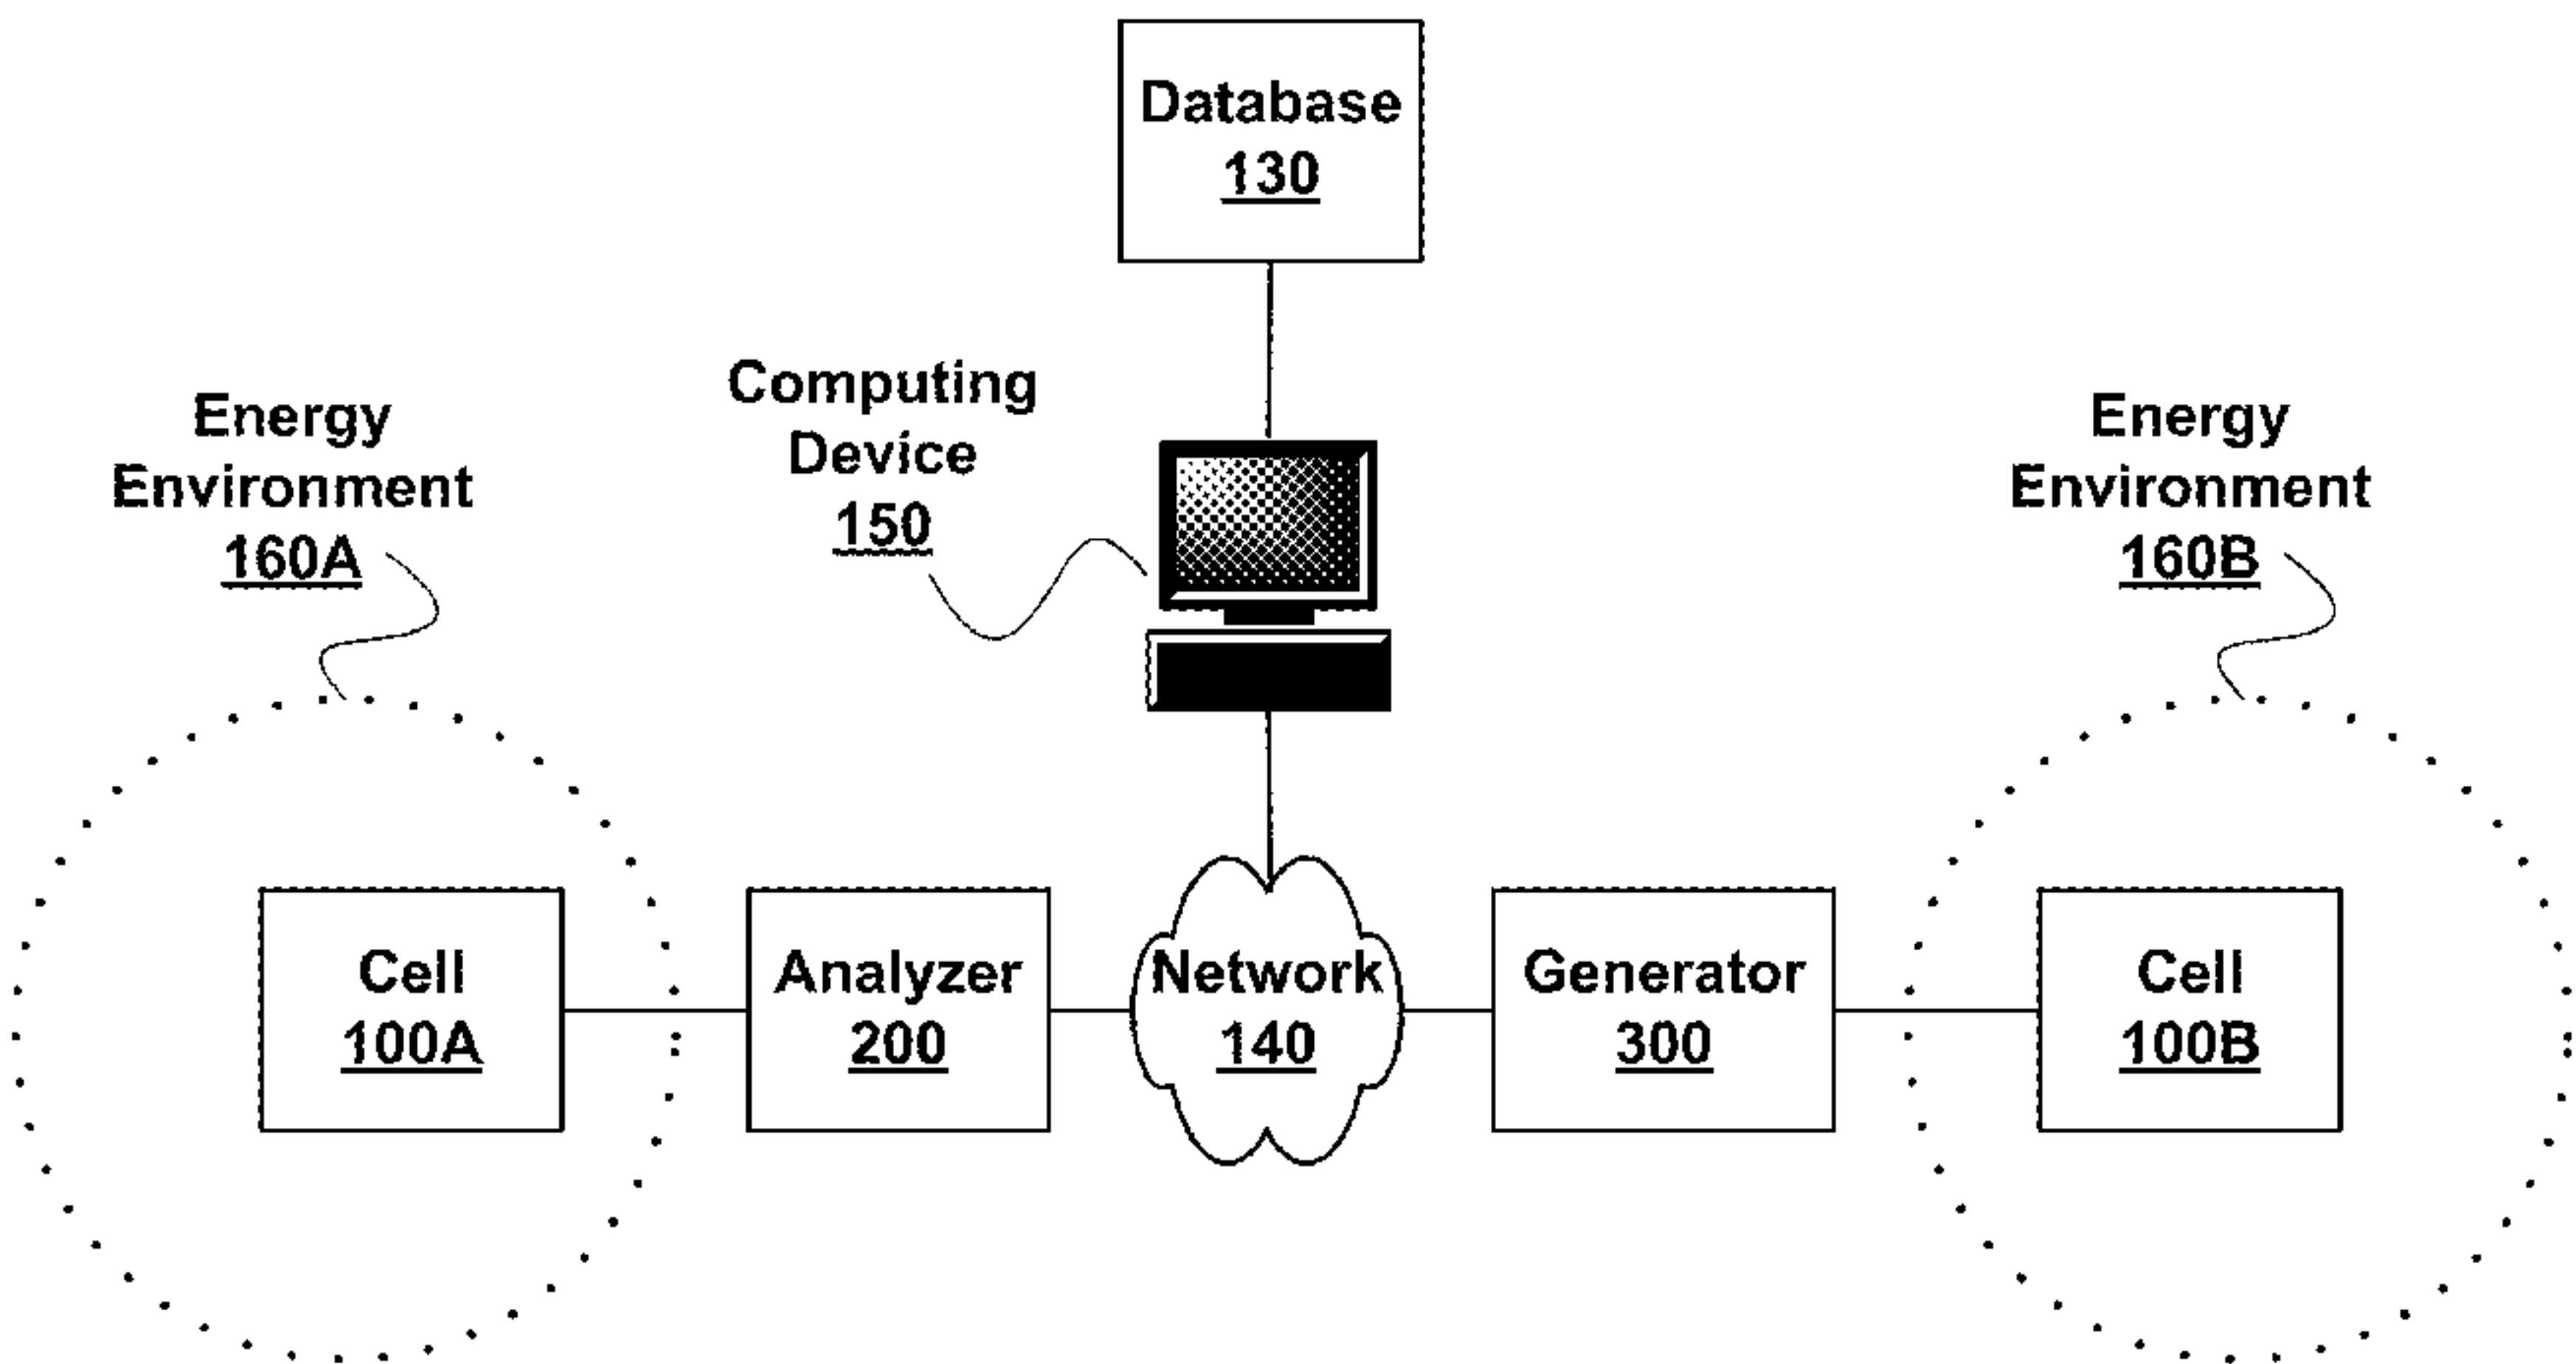 Database
130
Computing
Device
150
Energy
Environment
160A
Energy
Environment
160B
Cell
100A
Analyzer
200
Network
140
Generator
300
Cell
100B